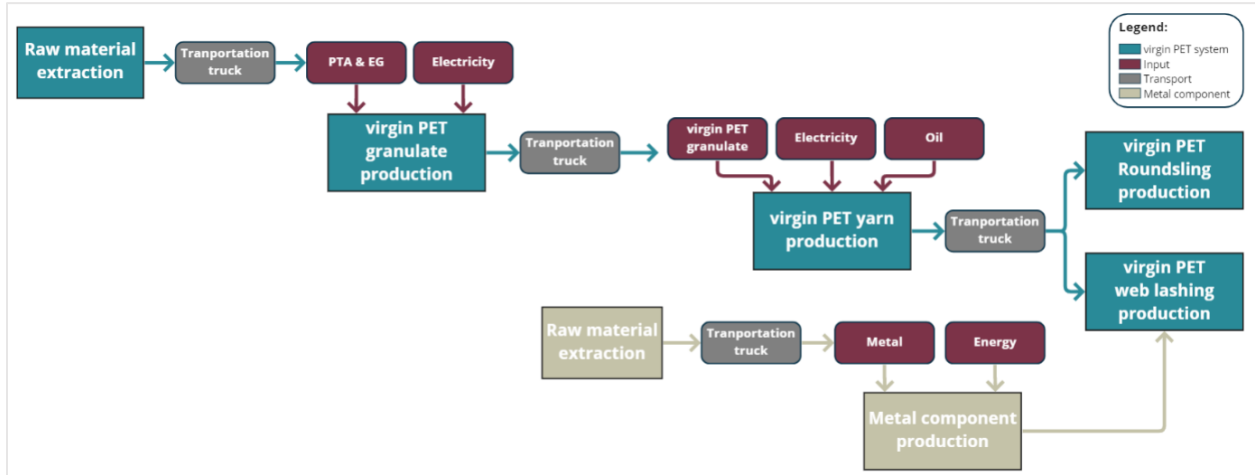 Raw material
extraction
Tranportation
truck
PTA & EG
Electricity
Legend:
virgin PET system
Input
Transport
Metal component
virgin PET
granulate
production
Tranportation
truck
virgin PET
granulate
Electricity
Oil
virgin PET
Roundsling
production
virgin PET yarn
production
Tranportation
truck
virgin PET
web lashing
production
Raw material
extraction
Tranportation
truck
Metal
Energy
Metal component
production